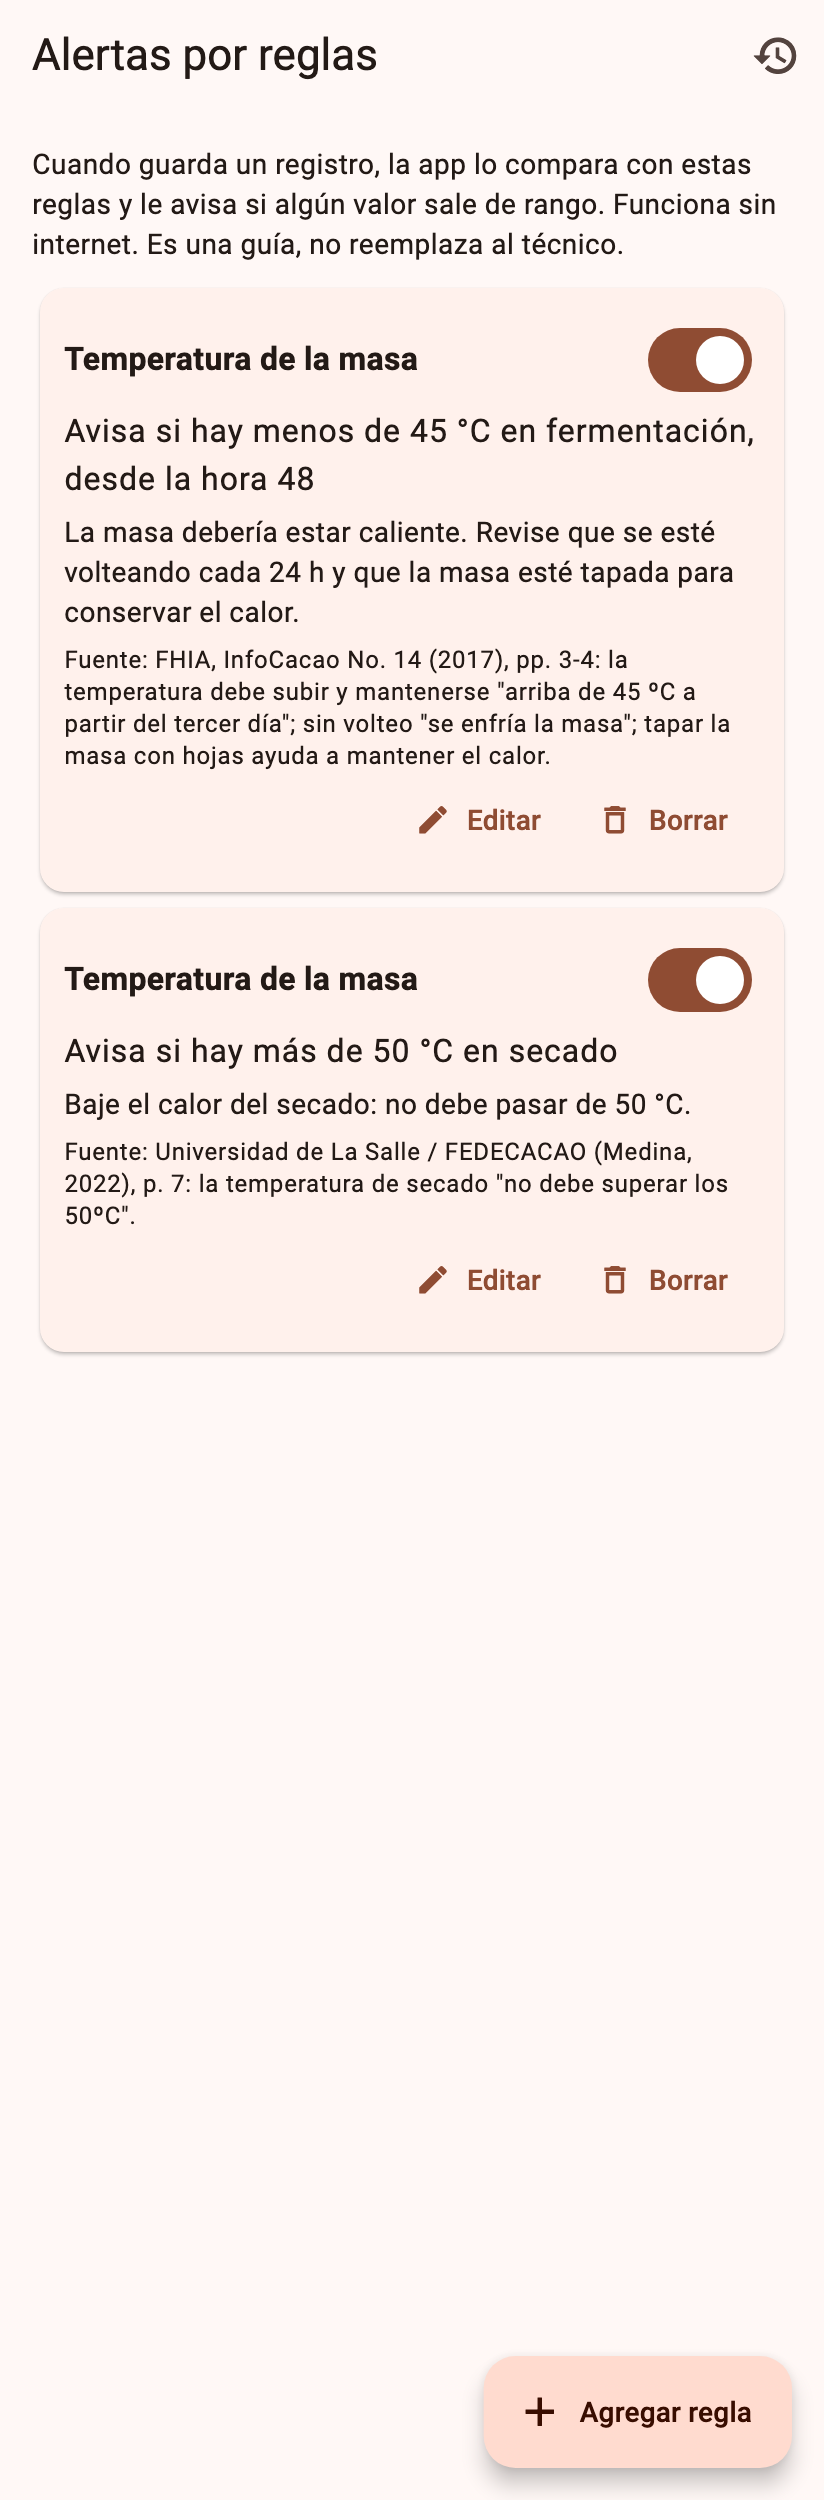 Alertas por reglas
Cuando guarda un registro, la app lo compara con estas
reglas y le avisa si algún valor sale de rango. Funciona sin
internet. Es una guía, no reemplaza al técnico.
Temperatura de la masa
Avisa si hay menos de 45 °C en fermentación,
desde la hora 48
La masa debería estar caliente. Revise que se esté
volteando cada 24 h y que la masa esté tapada para
conservar el calor.
Fuente: FHIA, InfoCacao No. 14 (2017), pp. 3-4: la
temperatura debe subir y mantenerse "arriba de 45 ºC a
partir del tercer día"; sin volteo "se enfría la masa"; tapar la
masa con hojas ayuda a mantener el calor.
Editar Borrar
Temperatura de la masa
Avisa si hay más de 50 °C en secado
Baje el calor del secado: no debe pasar de 50 °C.
Fuente: Universidad de La Salle / FEDECACAO (Medina,
2022), p. 7: la temperatura de secado "no debe superar los
50ºC".
Editar Borrar
Agregar regla